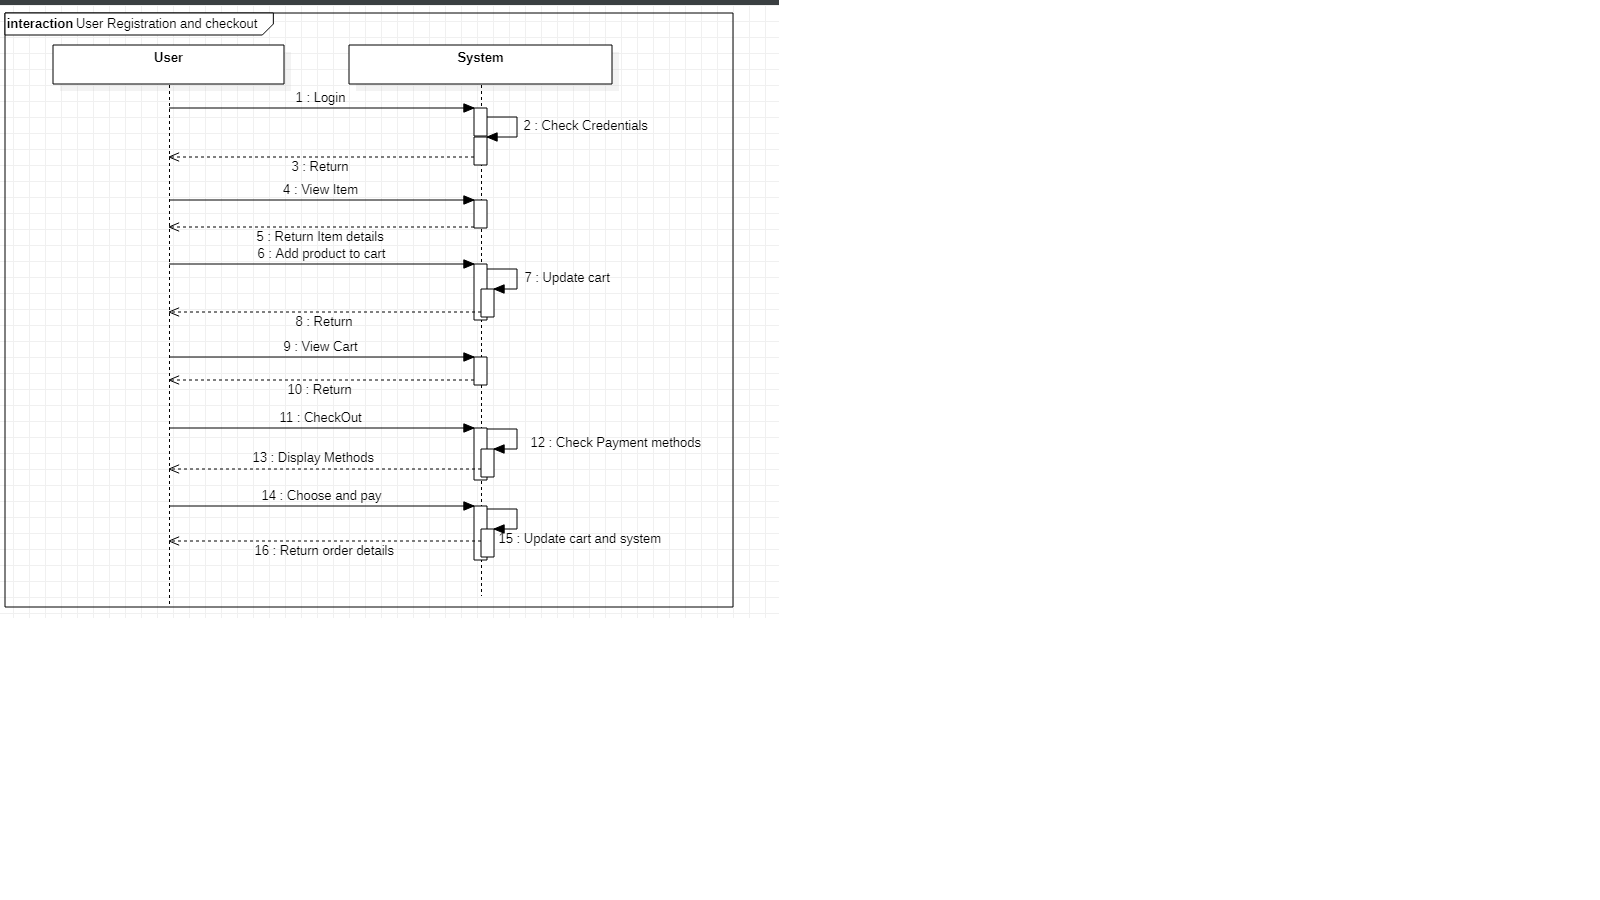 interaction User Registration and checkout
User
System
1 : Login
2 : Check Credentials
3 : Return
4 : View Item
5 : Return Item details
6 : Add product to cart
7 : Update cart
8 : Return
9 : View Cart
10 : Return
11 : CheckOut
12 : Check Payment methods
13 : Display Methods
14 : Choose and pay
15 : Update cart and system
16 : Return order details